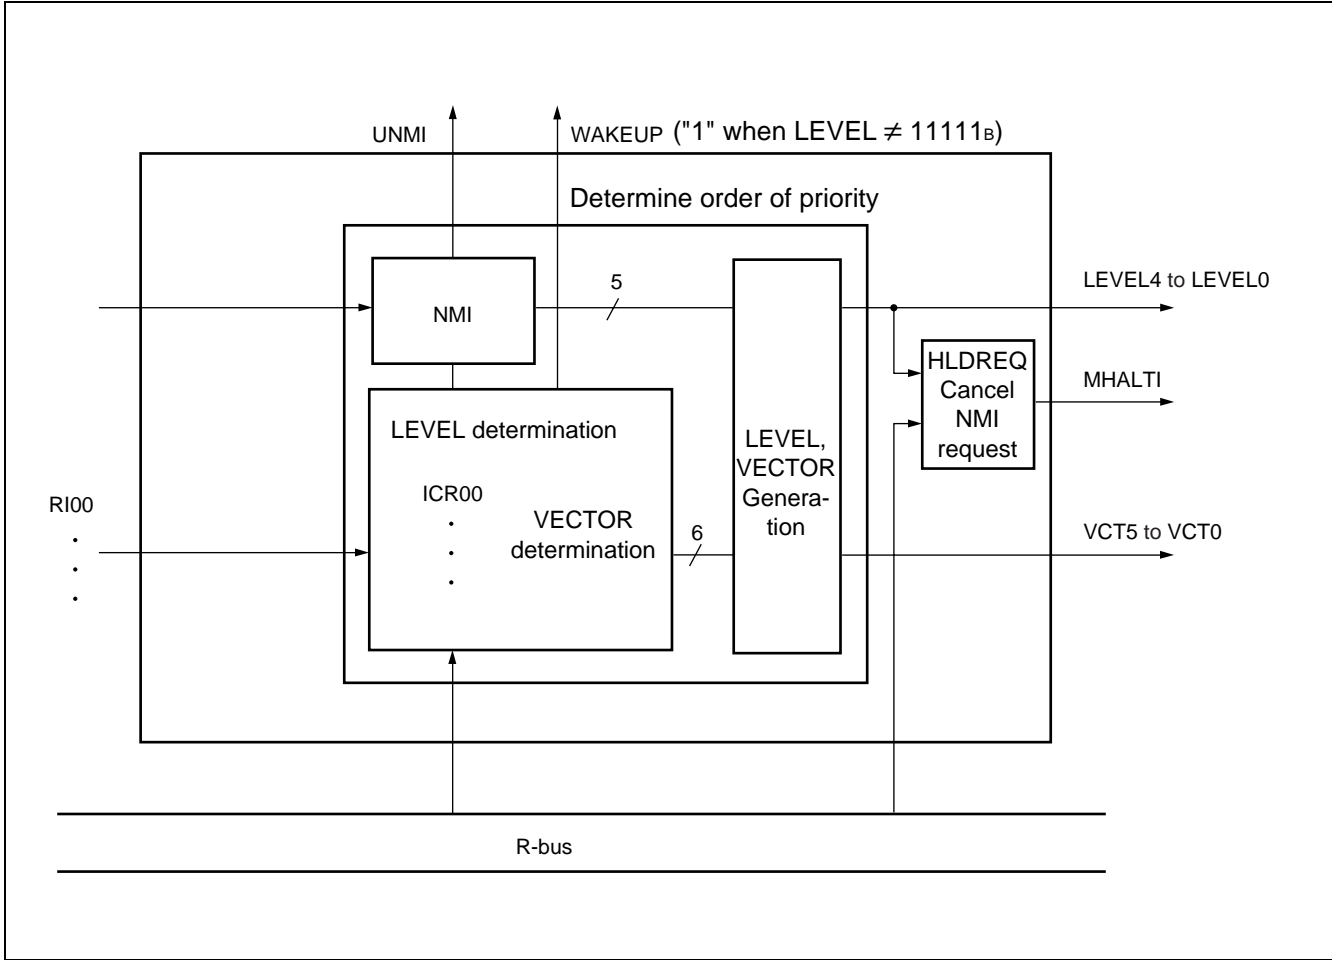 UNMI
WAKEUP ("1" when LEVEL ≠ 11111B)
Determine order of priority
5
NMI
LEVEL4 to LEVEL0
HLDREQ
Cancel
NMI
request
MHALTI
LEVEL determination
ICR00
VECTOR
determination
LEVEL,
VECTOR
Genera-
tion
RI00
6
VCT5 to VCT0
R-bus